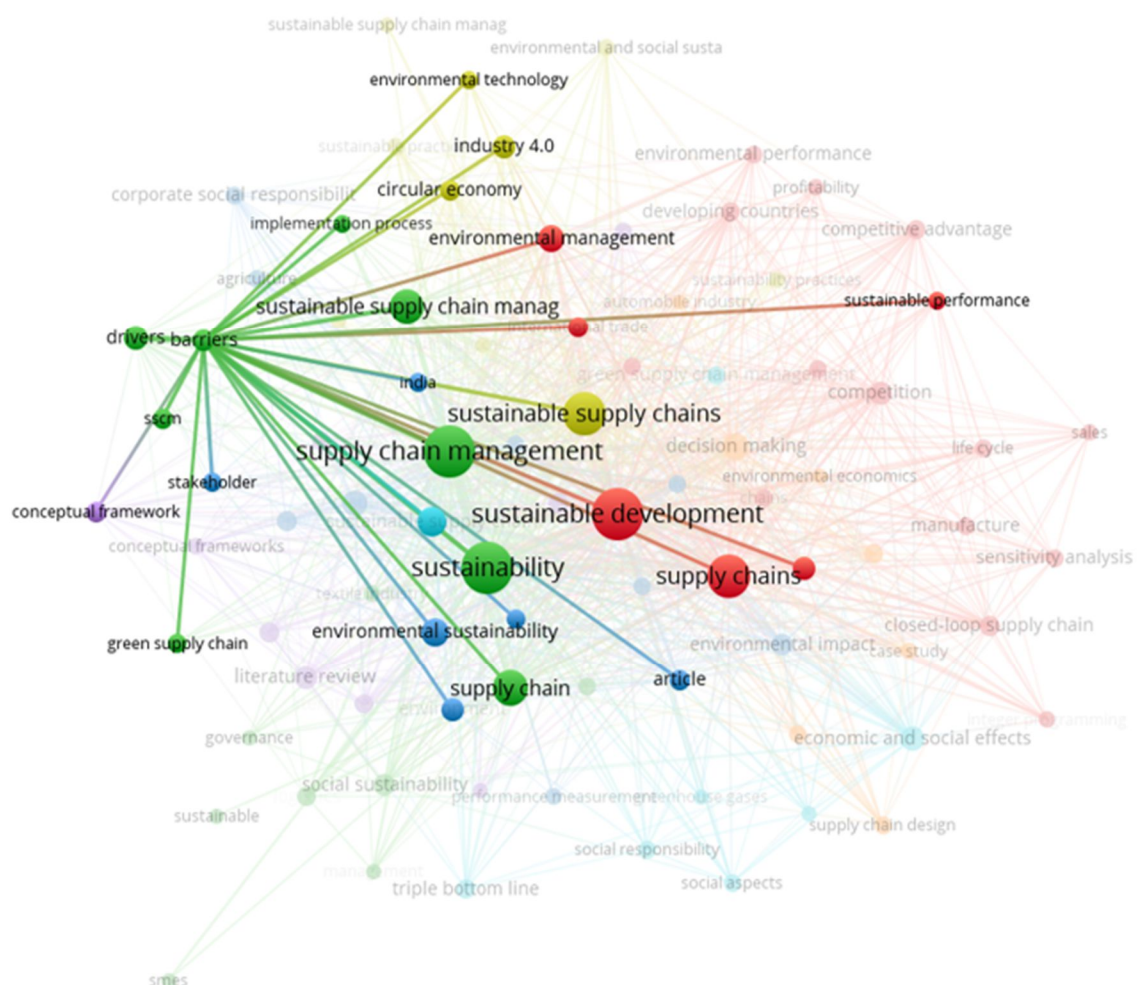 sustainable supply chain manag
environmental and social susta
environmental technology
industry 4.0
environmental performance
circular economy
profitability
corporate social responsibilit
developing countries
implementation process
competitive advantage
environmental management
agriculture
sustainability practices
sustainable supply chain manag
automobile industry
sustainable performance
international trade
drivers
barriers
green supply chain management
india
competition
sustainable supply chains
sscm
sales
decision making
life cycle
supply chain management
environmental economics
stakeholder
chains
conceptual framework
sustainable development
manufacture
conceptual frameworks
sensitivity analysis
sustainability
supply chains
textile industry
closed-loop supply chain
environmental sustainability
green supply chain
environmental impact
case study
literature review
article
supply chain
environment
integer programming
governance
economic and social effects
social sustainability
performance measurement
greenhouse gases
sustainable
supply chain design
social responsibility
management
social aspects
triple bottom line
smes